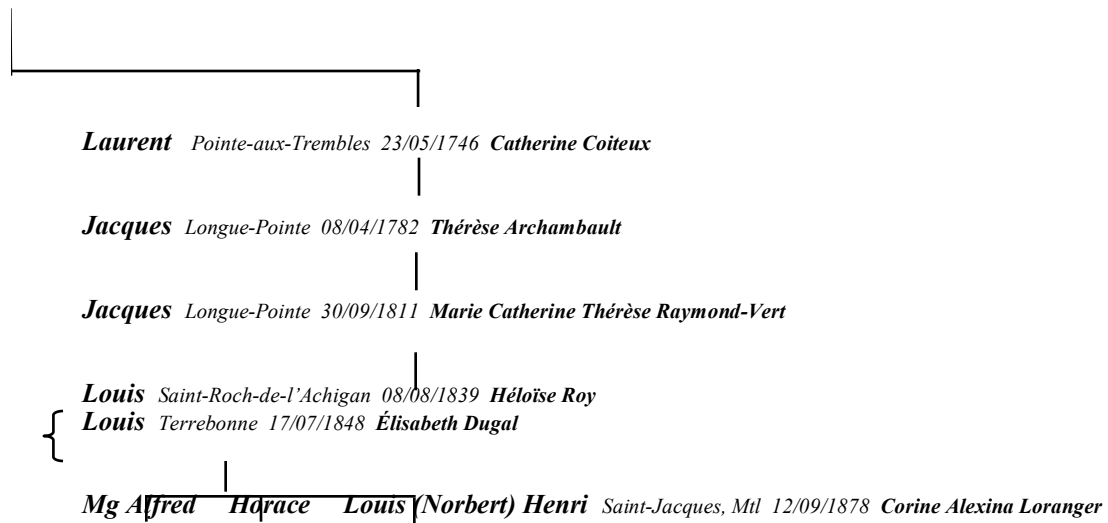 Laurent Pointe-aux-Trembles 23/05/1746 Catherine Coiteux
Jacques Longue-Pointe 08/04/1782 Thérèse Archambault
Jacques Longue-Pointe 30/09/1811 Marie Catherine Thérèse Raymond-Vert
Louis Saint-Roch-de-l’Achigan 08/08/1839 Héloïse Roy
Louis Terrebonne 17/07/1848 Élisabeth Dugal
Mg Alfred Horace Louis (Norbert) Henri Saint-Jacques, Mtl 12/09/1878 Corine Alexina Loranger